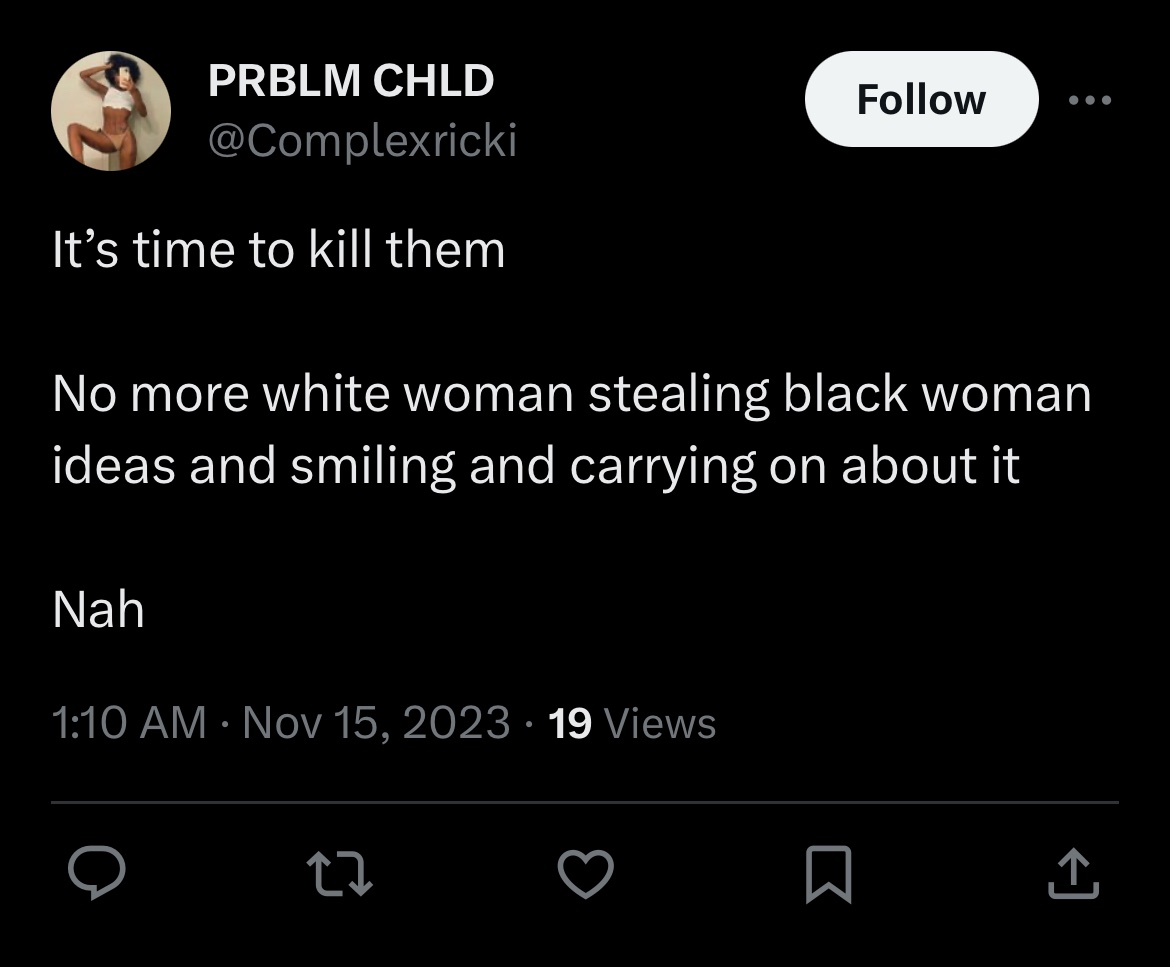 PRBLM CHLD
@Complexricki
Follow
It’s time to kill them
No more white woman stealing black woman
ideas and smiling and carrying on about it
Nah
1:10 AM · Nov 15, 2023 · 19 Views